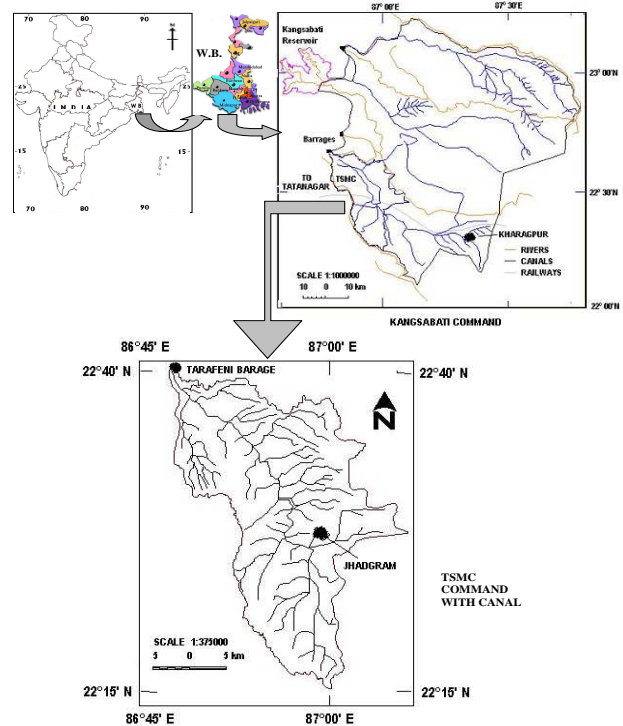 70 80 90
W.B.
25 25
INDIA
W.B.
15 15
70 80 90
87°00'E 87°30'E
Kangsabati
Reservoir
23°00'N
Barrages
TO
TATANAGAR
TSMC
22°30'N
KHARAGPUR
RIVERS
CANALS
RAILWAYS
SCALE 1:1000000
10 0 10 km
22°00'N
KANGSABATI COMMAND
86°45' E 87°00' E
22°40' N TARAFENI BARAGE 22°40' N
N
JHADGRAM
TSMC
COMMAND
WITH CANAL
SCALE 1:375000
5 0 5 km
22°15' N 22°15' N
86°45' E 87°00' E